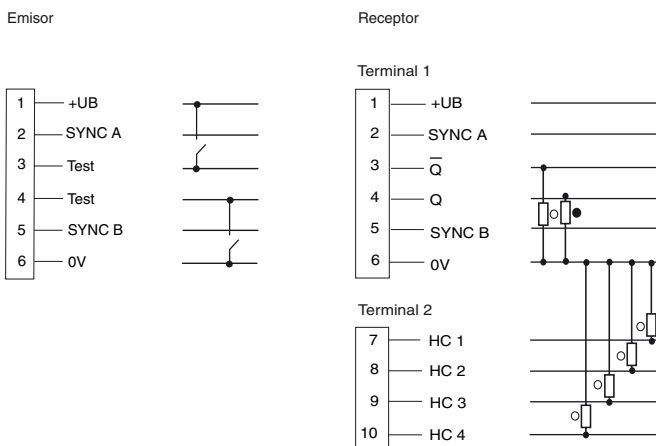 Emisor
1 +UB
2 SYNC A
3 Test
4 Test
5 SYNC B
6 0V
Receptor
Terminal 1
1 +UB
2 SYNC A
3 Q̅
4 Q
5 SYNC B
6 0V
Terminal 2
7 HC 1
8 HC 2
9 HC 3
10 HC 4